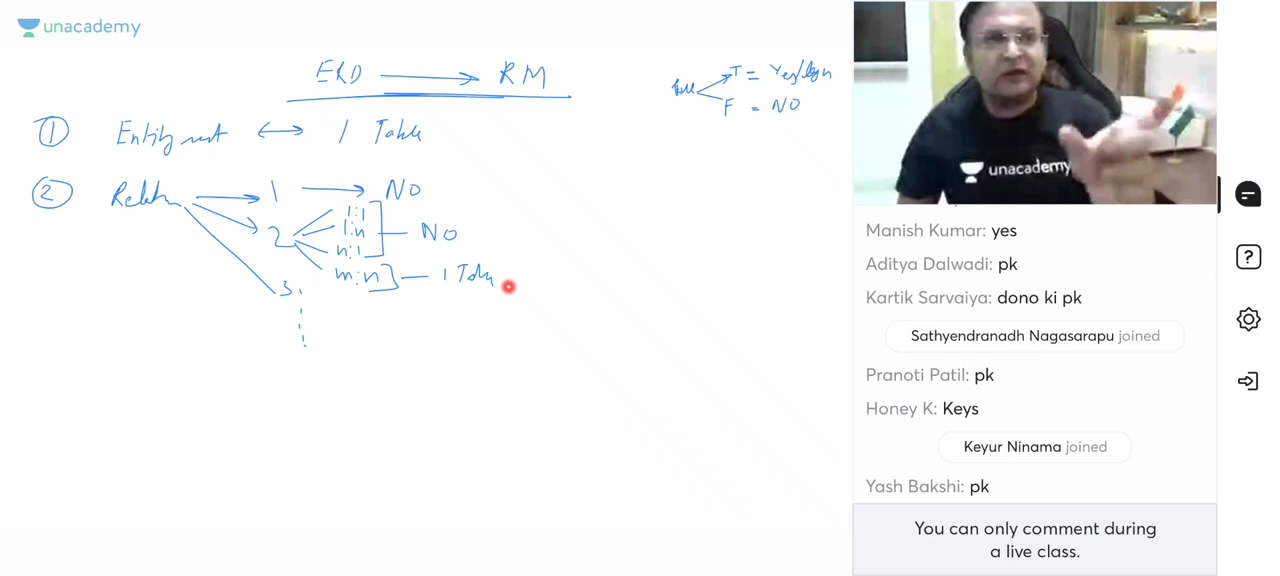 unacademy
ERD → RM
T = Yes/
F = NO
① Entity set ↔ 1 Table
② Relation → 1 → NO
2
1:1
1:n
n:1
NO
m:n
1 Table
3
unacademy
Manish Kumar: yes
Aditya Dalwadi: pk
Kartik Sarvaiya: dono ki pk
Sathyendranadh Nagasarapu joined
Pranoti Patil: pk
Honey K: Keys
Keyur Ninama joined
Yash Bakshi: pk
You can only comment during
a live class.